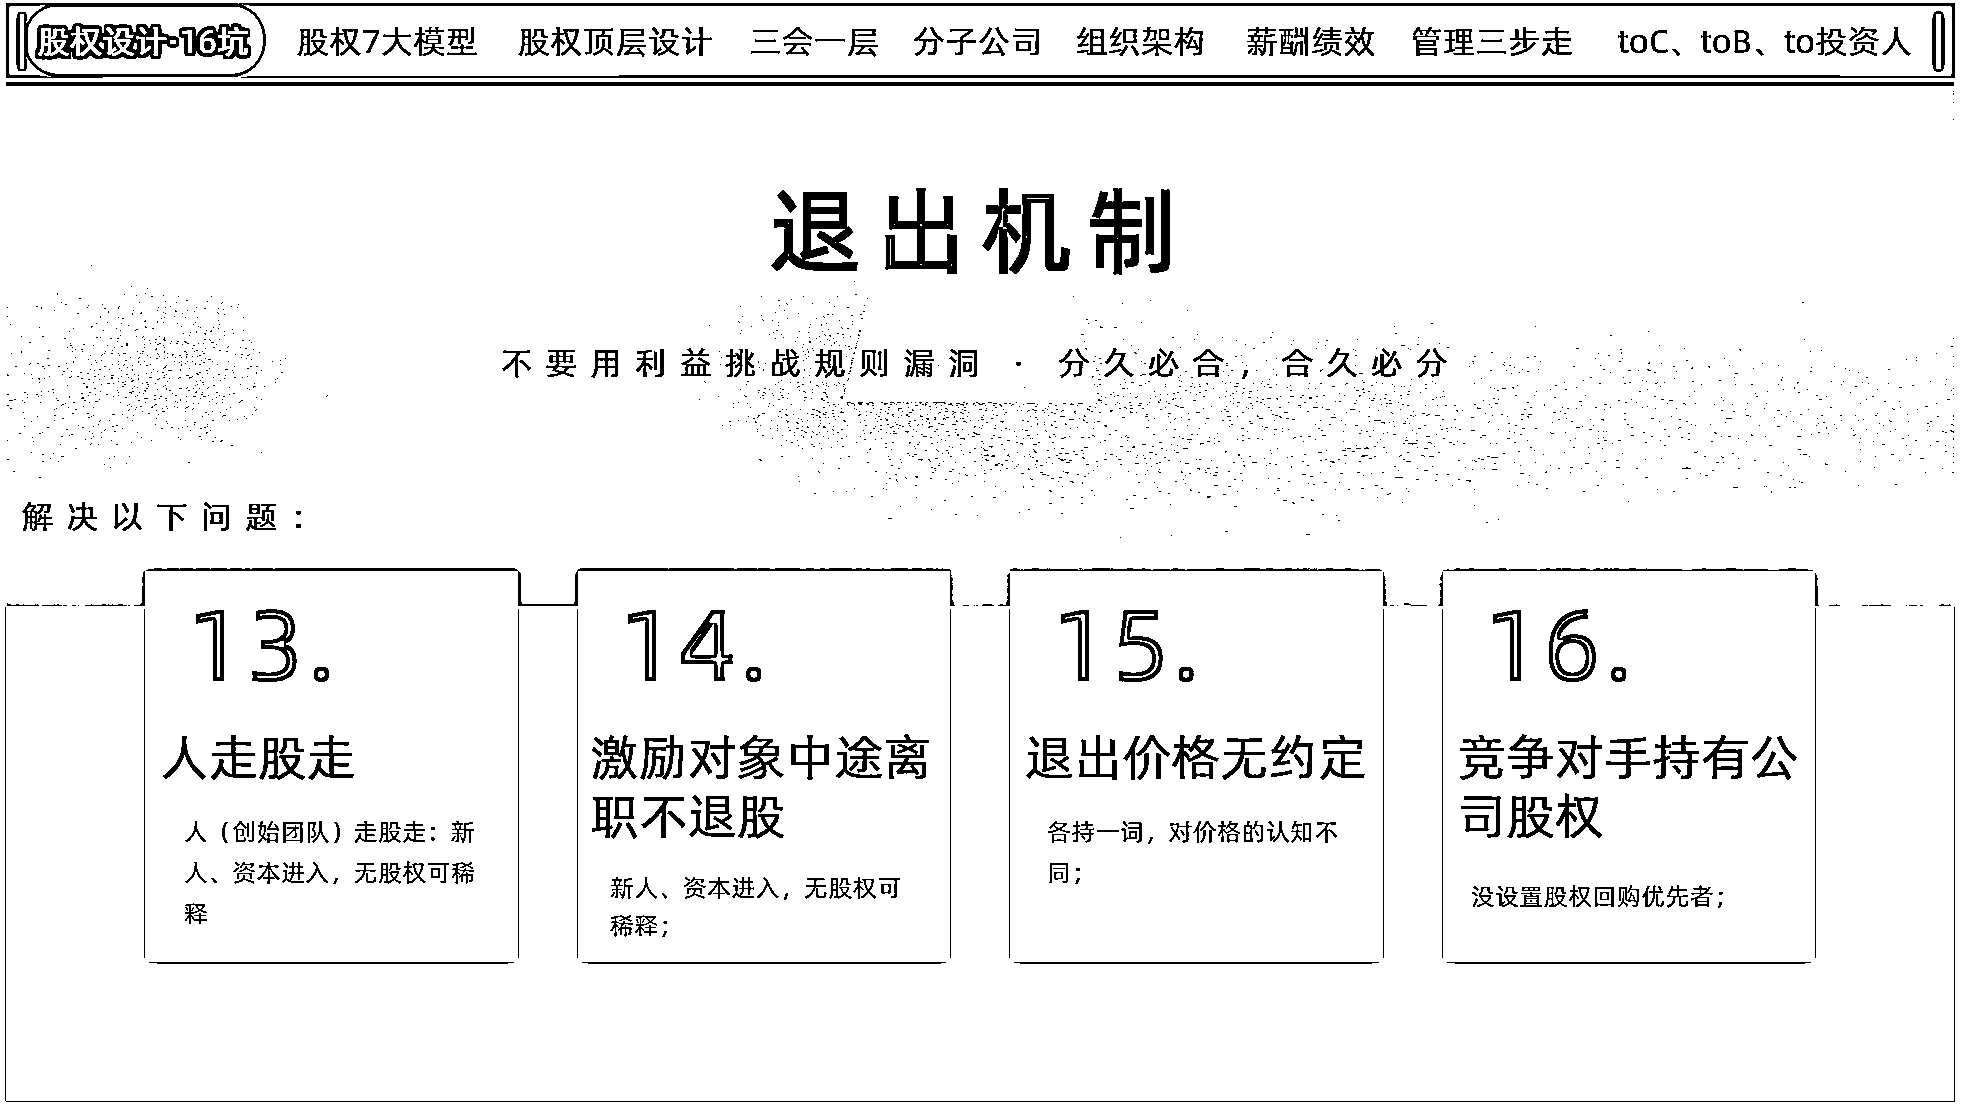 股权设计·16坑 股权7大模型 股权顶层设计 三会一层 分子公司 组织架构 薪酬绩效 管理三步走 toC、toB、to投资人
退出机制
不要用利益挑战规则漏洞 · 分久必合，合久必分
解决以下问题：
13.
人走股走
人（创始团队）走股走：新
人、资本进入，无股权可稀
释
14.
激励对象中途离
职不退股
新人、资本进入，无股权可
稀释；
15.
退出价格无约定
各持一词，对价格的认知不
同；
16.
竞争对手持有公
司股权
没设置股权回购优先者；